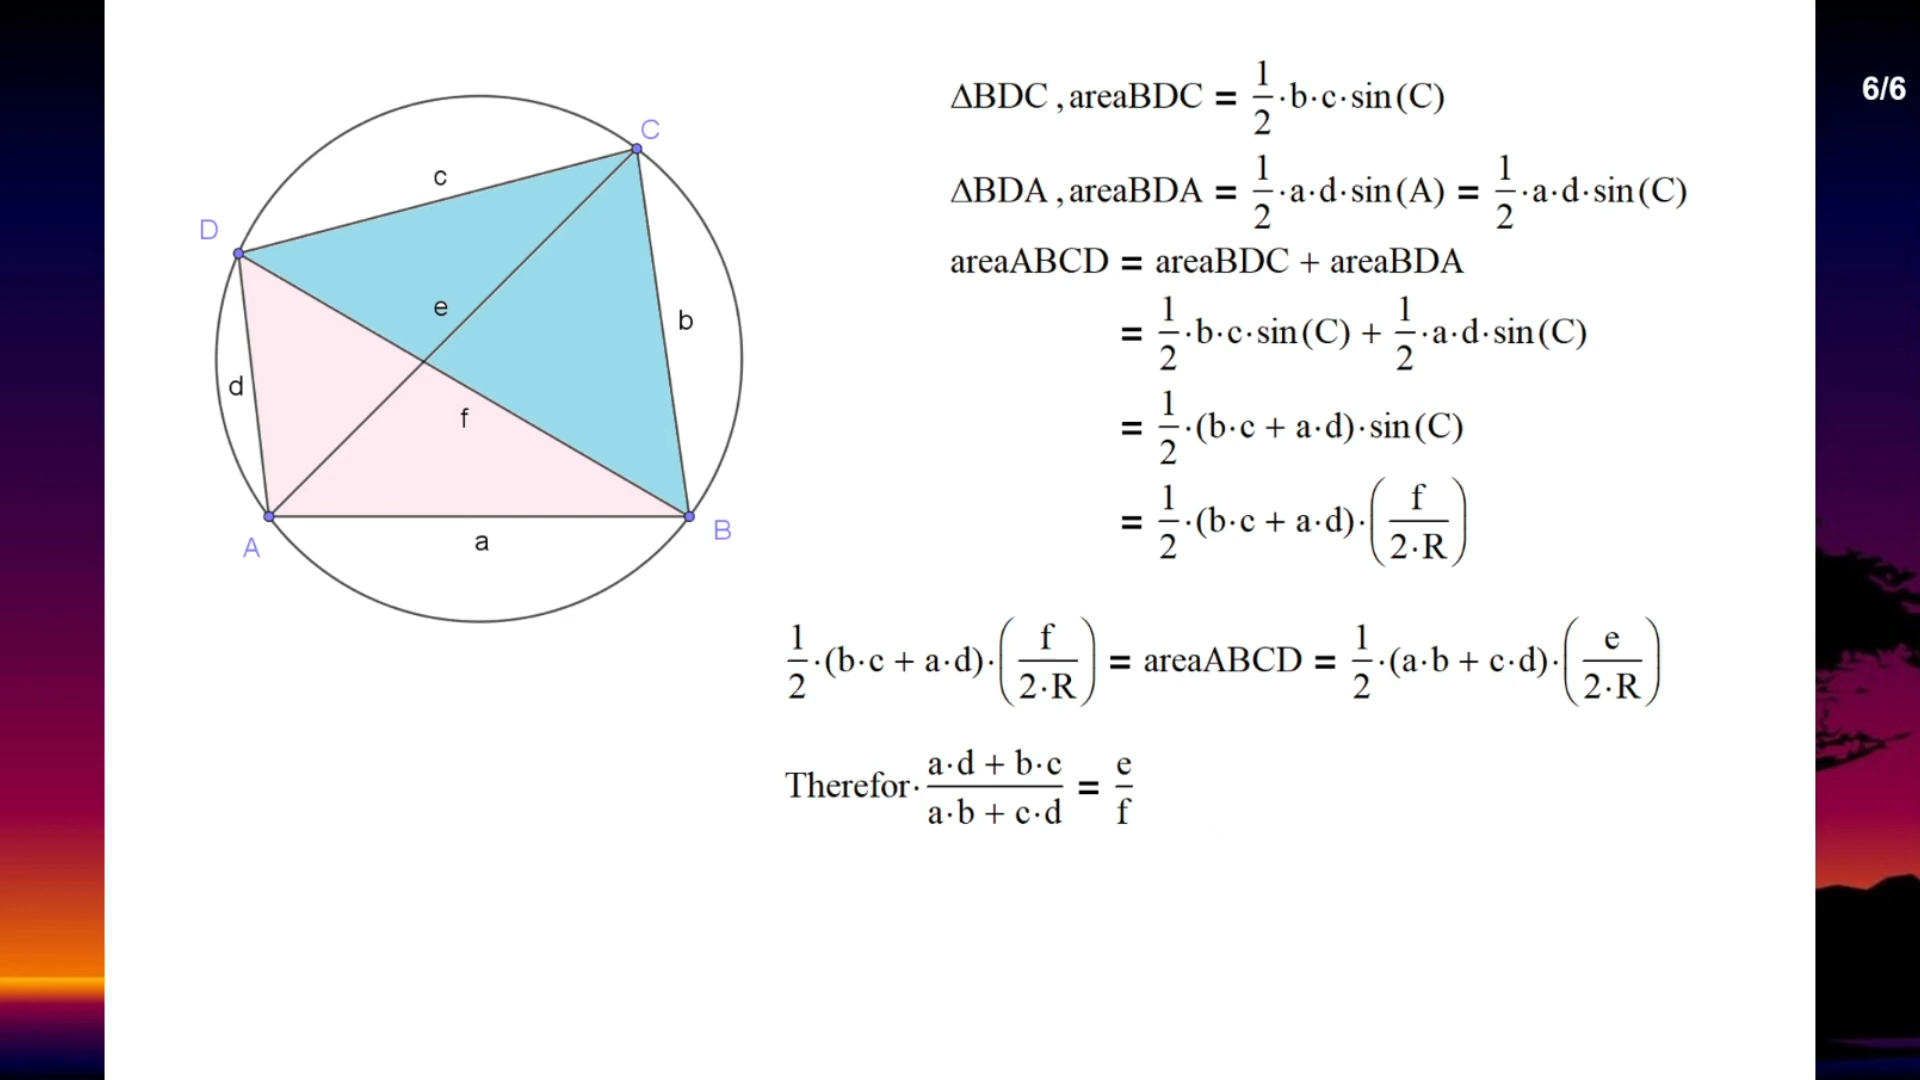 6/6
C
c
D
e
b
d
f
A
a
B
ΔBDC , areaBDC = 1/2 · b · c · sin(C)
ΔBDA , areaBDA = 1/2 · a · d · sin(A) = 1/2 · a · d · sin(C)
areaABCD = areaBDC + areaBDA
= 1/2 · b · c · sin(C) + 1/2 · a · d · sin(C)
= 1/2 · (b · c + a · d) · sin(C)
= 1/2 · (b · c + a · d) · (f / 2 · R)
1/2 · (b · c + a · d) · (f / 2 · R) = areaABCD = 1/2 · (a · b + c · d) · (e / 2 · R)
Therefor · a · d + b · c / a · b + c · d = e / f